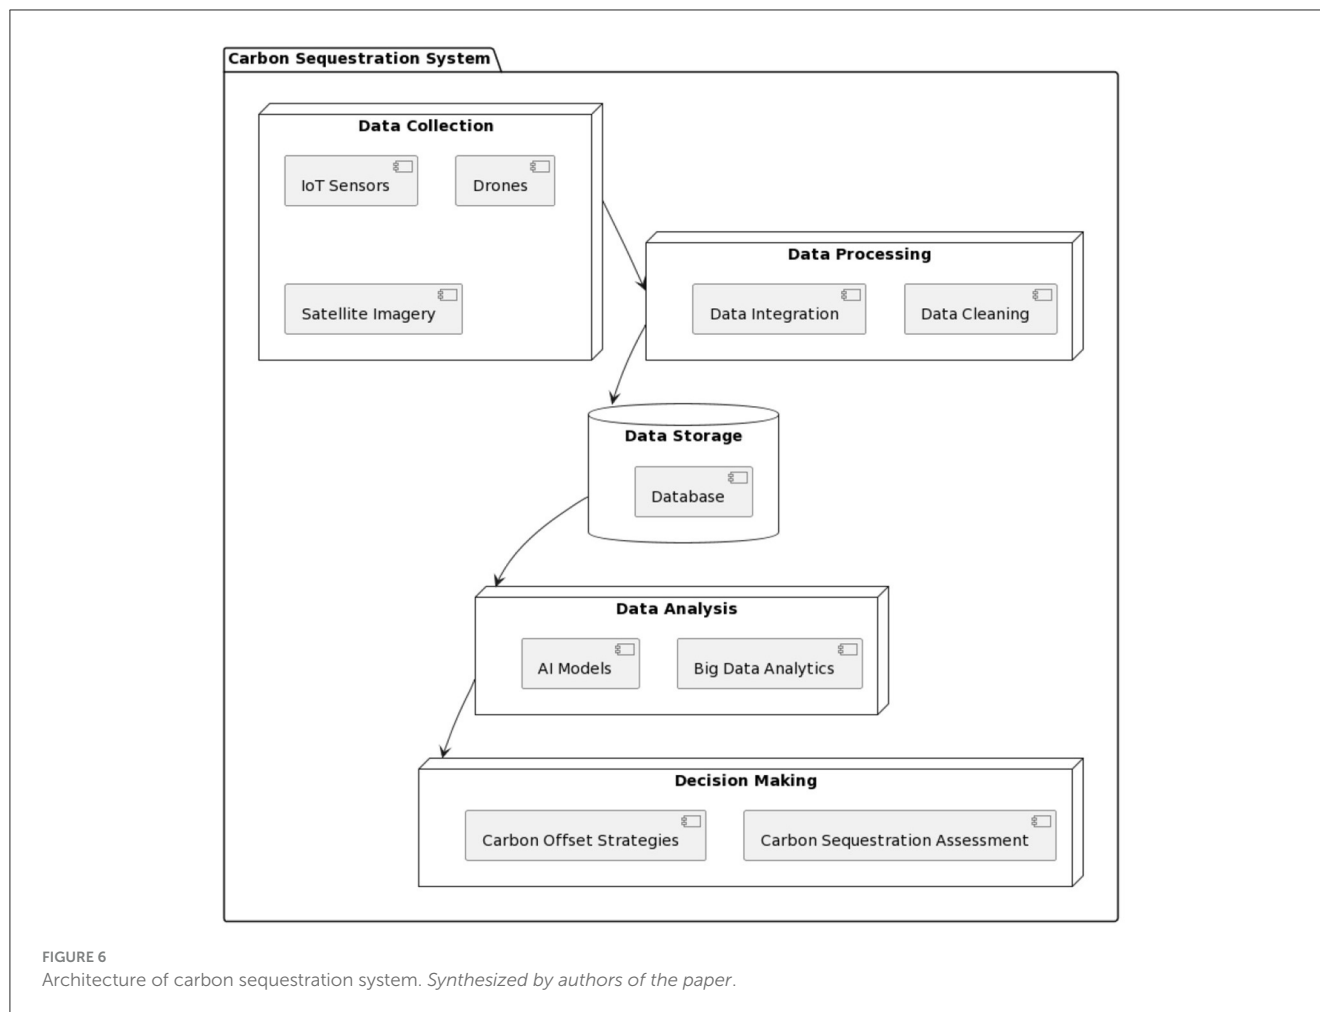 Carbon Sequestration System
Data Collection
IoT Sensors
Drones
Satellite Imagery
Data Processing
Data Integration
Data Cleaning
Data Storage
Database
Data Analysis
AI Models
Big Data Analytics
Decision Making
Carbon Offset Strategies
Carbon Sequestration Assessment
FIGURE 6
Architecture of carbon sequestration system. Synthesized by authors of the paper.